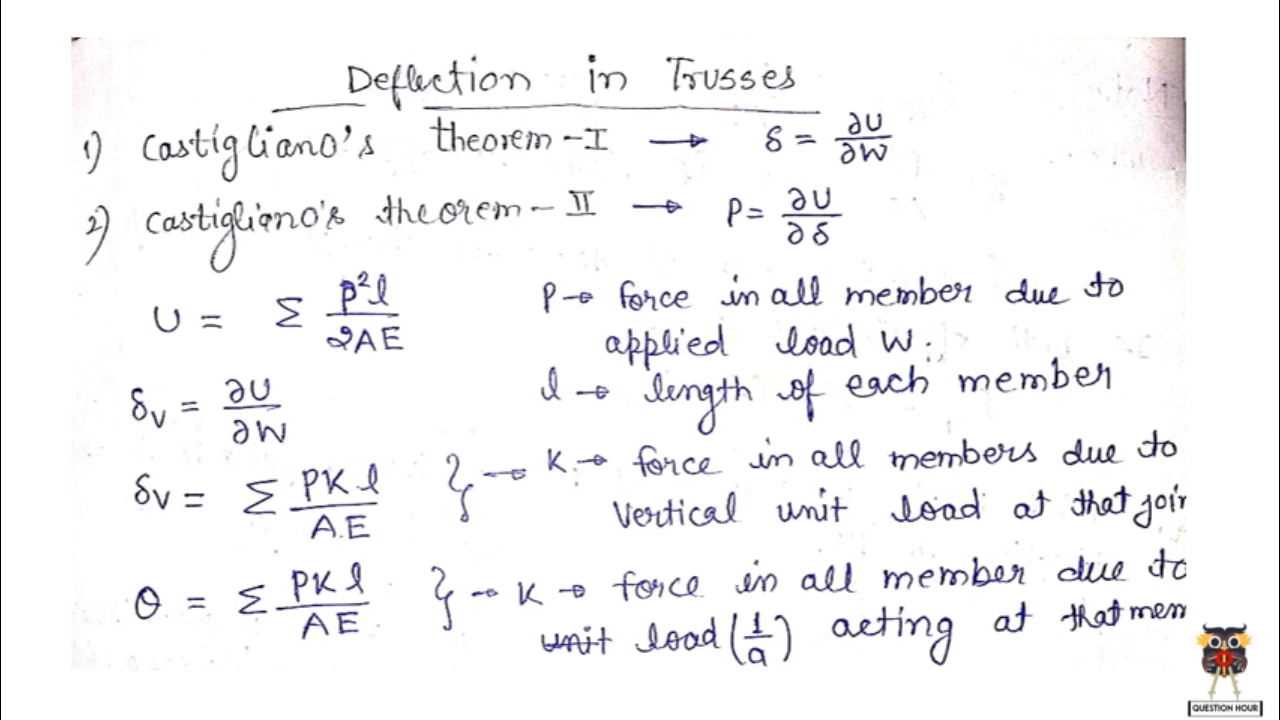 Deflection in Trusses
1) Castigliano's theorem-I → δ = ∂U/∂W
2) Castigliano's theorem-II → P = ∂U/∂δ
U = Σ P²l/2AE
P → force in all member due to
applied load W.
l → length of each member
δv = ∂U/∂W
δv = Σ PKl/A.E } → K → force in all members due to
vertical unit load at that join
θ = Σ PKl/AE } → K → force in all member due to
unit load (1/a) acting at that mem
QUESTION HOUR